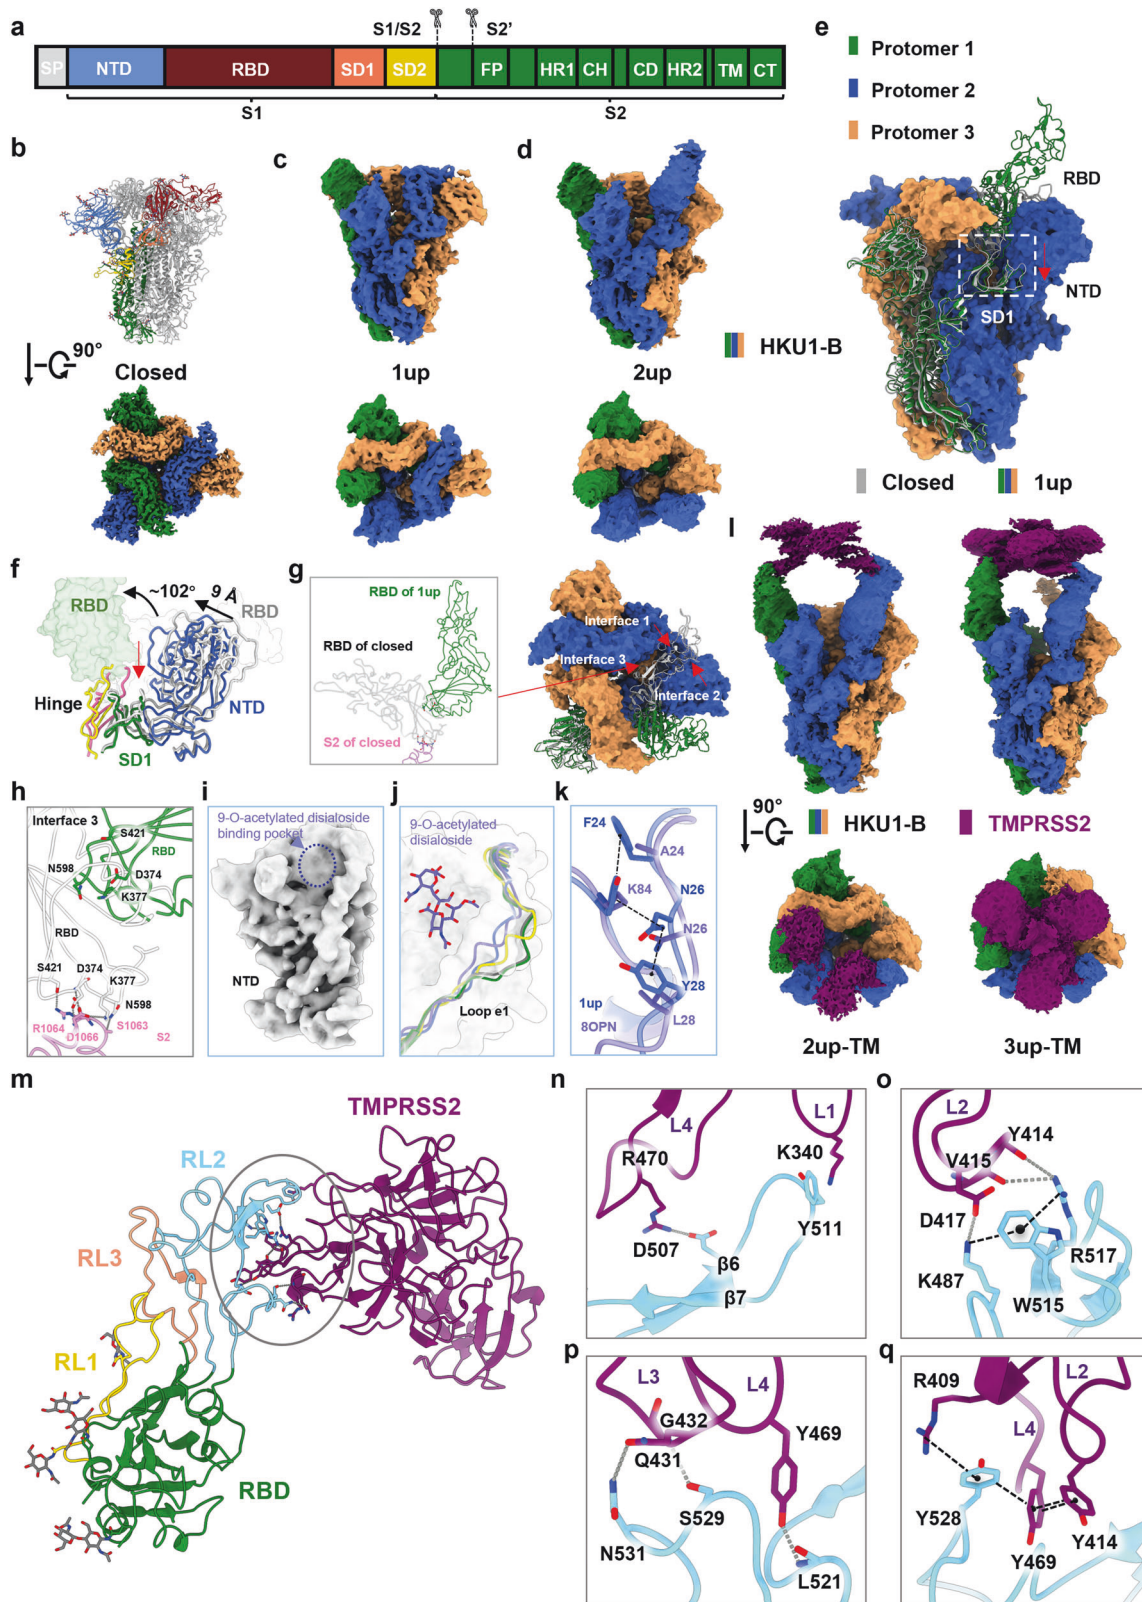 a
S1/S2
S2'
SP
NTD
RBD
SD1
SD2
FP
HR1
CH
CD
HR2
TM
CT
S1
S2
b
c
d
90°
Closed
1up
2up
HKU1-B
e
Protomer 1
Protomer 2
Protomer 3
RBD
NTD
SD1
Closed
1up
f
RBD
~102°
9 Å
RBD
Hinge
NTD
SD1
g
RBD of 1up
RBD of closed
S2 of closed
Interface 1
Interface 3
Interface 2
h
Interface 3
S421
RBD
N598
D374
K377
RBD
S421
D374
K377
N598
R1064
D1066
S1063
S2
i
9-O-acetylated disialoside
binding pocket
NTD
j
9-O-acetylated
disialoside
Loop e1
k
F24
A24
K84
N26
N26
Y28
1up
8OPN
L28
l
90°
HKU1-B
TMPRSS2
2up-TM
3up-TM
m
TMPRSS2
RL2
RL3
RL1
RBD
n
L4
L1
R470
K340
D507
Y511
β6
β7
o
L2
Y414
V415
D417
R517
K487
W515
p
L3
L4
G432
Y469
Q431
S529
N531
L521
q
R409
L2
L4
Y528
Y414
Y469